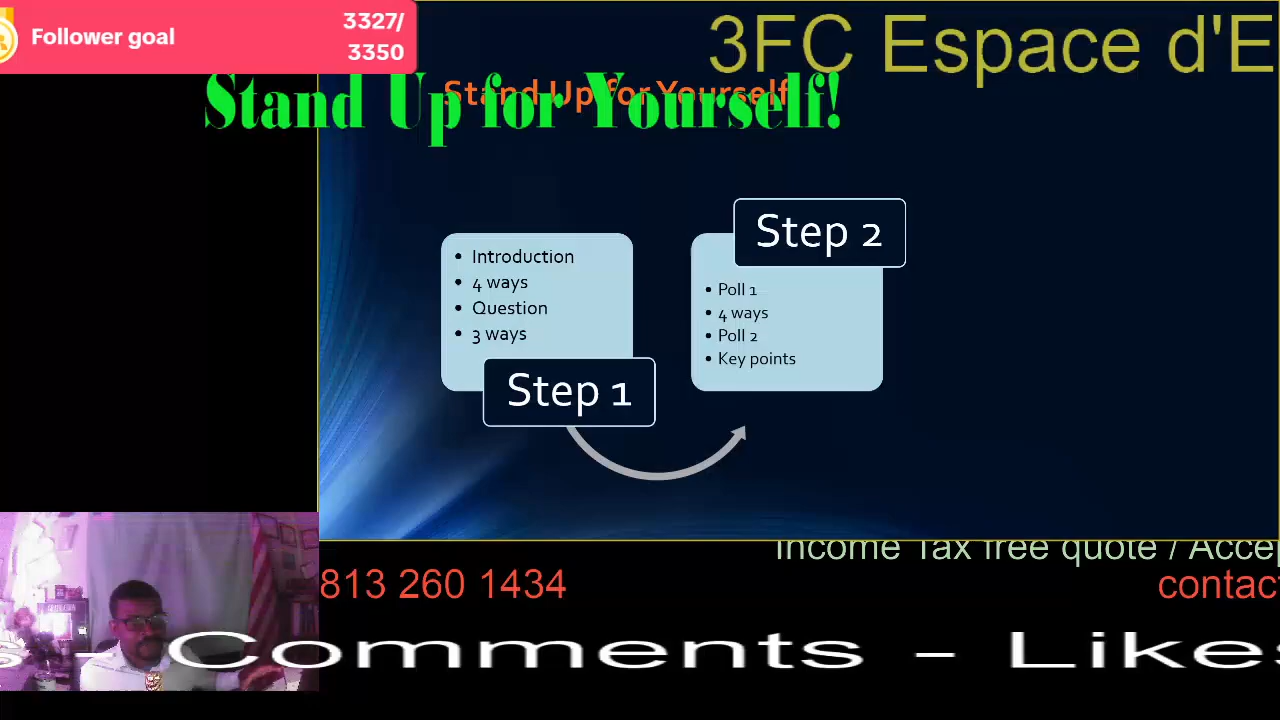 Follower goal
3327/
3350
3FC Espace d'E
Stand Up for Yourself
Stand Up for Yourself!
Introduction
4 ways
Question
3 ways
Step 1
Step 2
Poll 1
4 ways
Poll 2
Key points
Income Tax free quote / Accep
813 260 1434
contac
s - Comments - Likes